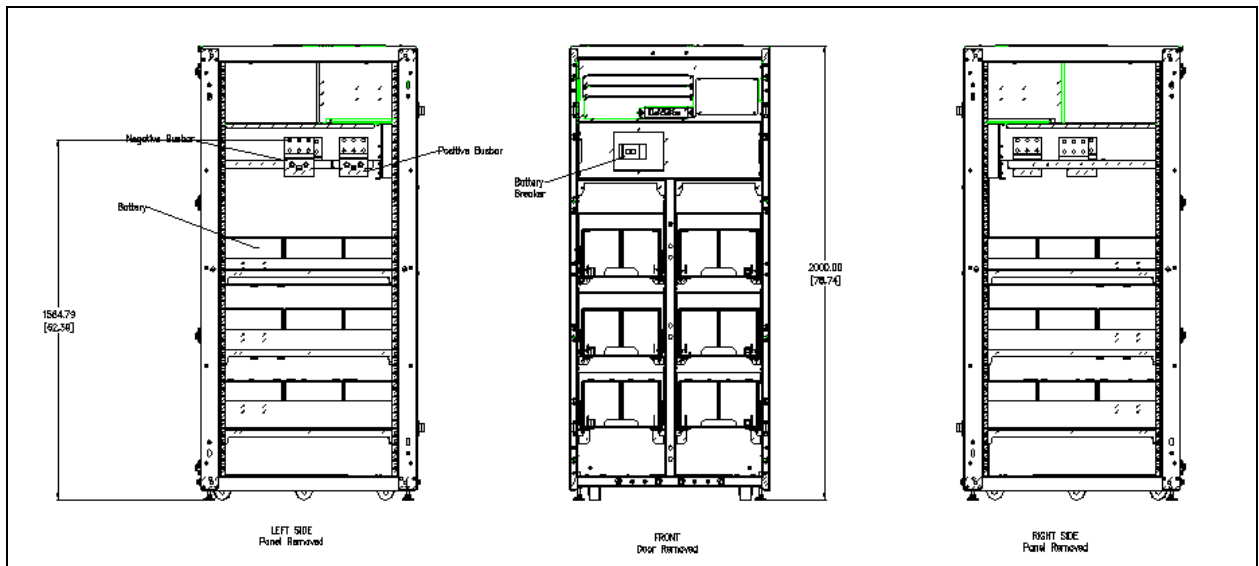 Negative Busbar
Positive Busbar
Battery
1584.79
[62.39]
LEFT SIDE
Panel Removed
Battery
Breaker
2000.00
[78.74]
FRONT
Door Removed
RIGHT SIDE
Panel Removed